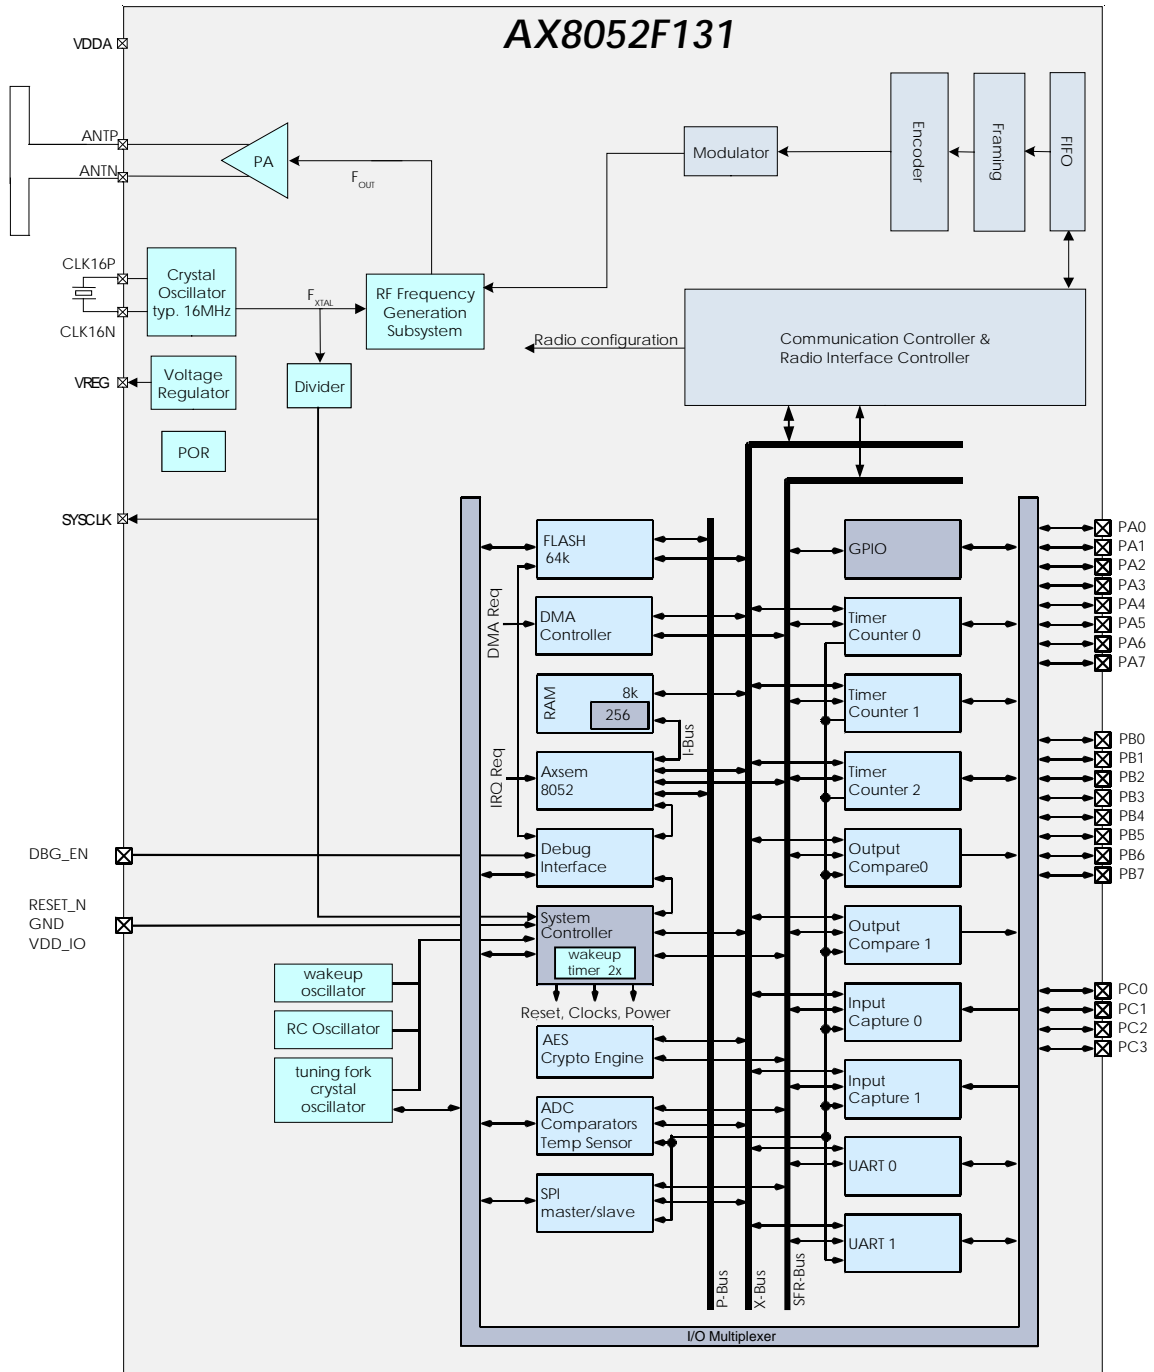 AX8052F131
VDDA
ANTP
ANTN
PA
FOUT
Modulator
Encoder
Framing
FIFO
CLK16P
CLK16N
Crystal
Oscillator
typ. 16MHz
FXTAL
RF Frequency
Generation
Subsystem
Radio configuration
Communication Controller &
Radio Interface Controller
VREG
Voltage
Regulator
Divider
POR
SYSCLK
FLASH
64k
DMA Req
DMA
Controller
RAM
8k
256
I-Bus
IRQ Req
Axsem
8052
DBG_EN
Debug
Interface
RESET_N
GND
VDD_IO
System
Controller
wakeup
timer 2x
Reset, Clocks, Power
wakeup
oscillator
RC Oscillator
tuning fork
crystal
oscillator
AES
Crypto Engine
ADC
Comparators
Temp Sensor
SPI
master/slave
P-Bus
X-Bus
SFR-Bus
GPIO
Timer
Counter 0
Timer
Counter 1
Timer
Counter 2
Output
Compare0
Output
Compare 1
Input
Capture 0
Input
Capture 1
UART 0
UART 1
I/O Multiplexer
PA0
PA1
PA2
PA3
PA4
PA5
PA6
PA7
PB0
PB1
PB2
PB3
PB4
PB5
PB6
PB7
PC0
PC1
PC2
PC3